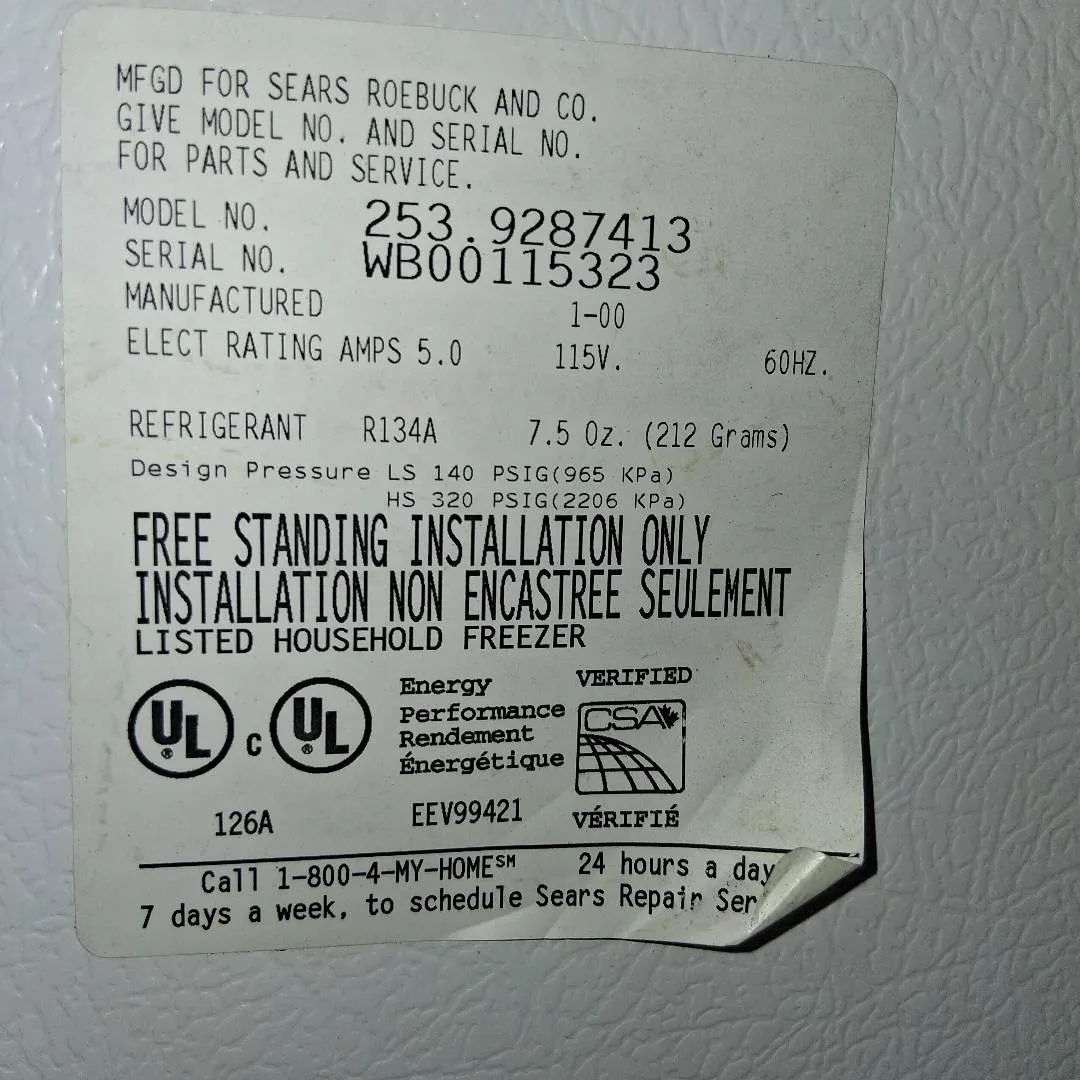 MFGD FOR SEARS ROEBUCK AND CO.
GIVE MODEL NO. AND SERIAL NO.
FOR PARTS AND SERVICE.
MODEL NO. 253.9287413
SERIAL NO. WB00115323
MANUFACTURED 1-00
ELECT RATING AMPS 5.0 115V. 60HZ.
REFRIGERANT R134A 7.5 Oz. (212 Grams)
Design Pressure LS 140 PSIG(965 KPa)
HS 320 PSIG(2206 KPa)
FREE STANDING INSTALLATION ONLY
INSTALLATION NON ENCASTREE SEULEMENT
LISTED HOUSEHOLD FREEZER
UL® C UL®
Energy
Performance
Rendement
Énergétique
VERIFIED
CSA
VÉRIFIÉ
126A EEV99421
Call 1-800-4-MY-HOME℠ 24 hours a day
7 days a week, to schedule Sears Repair Ser